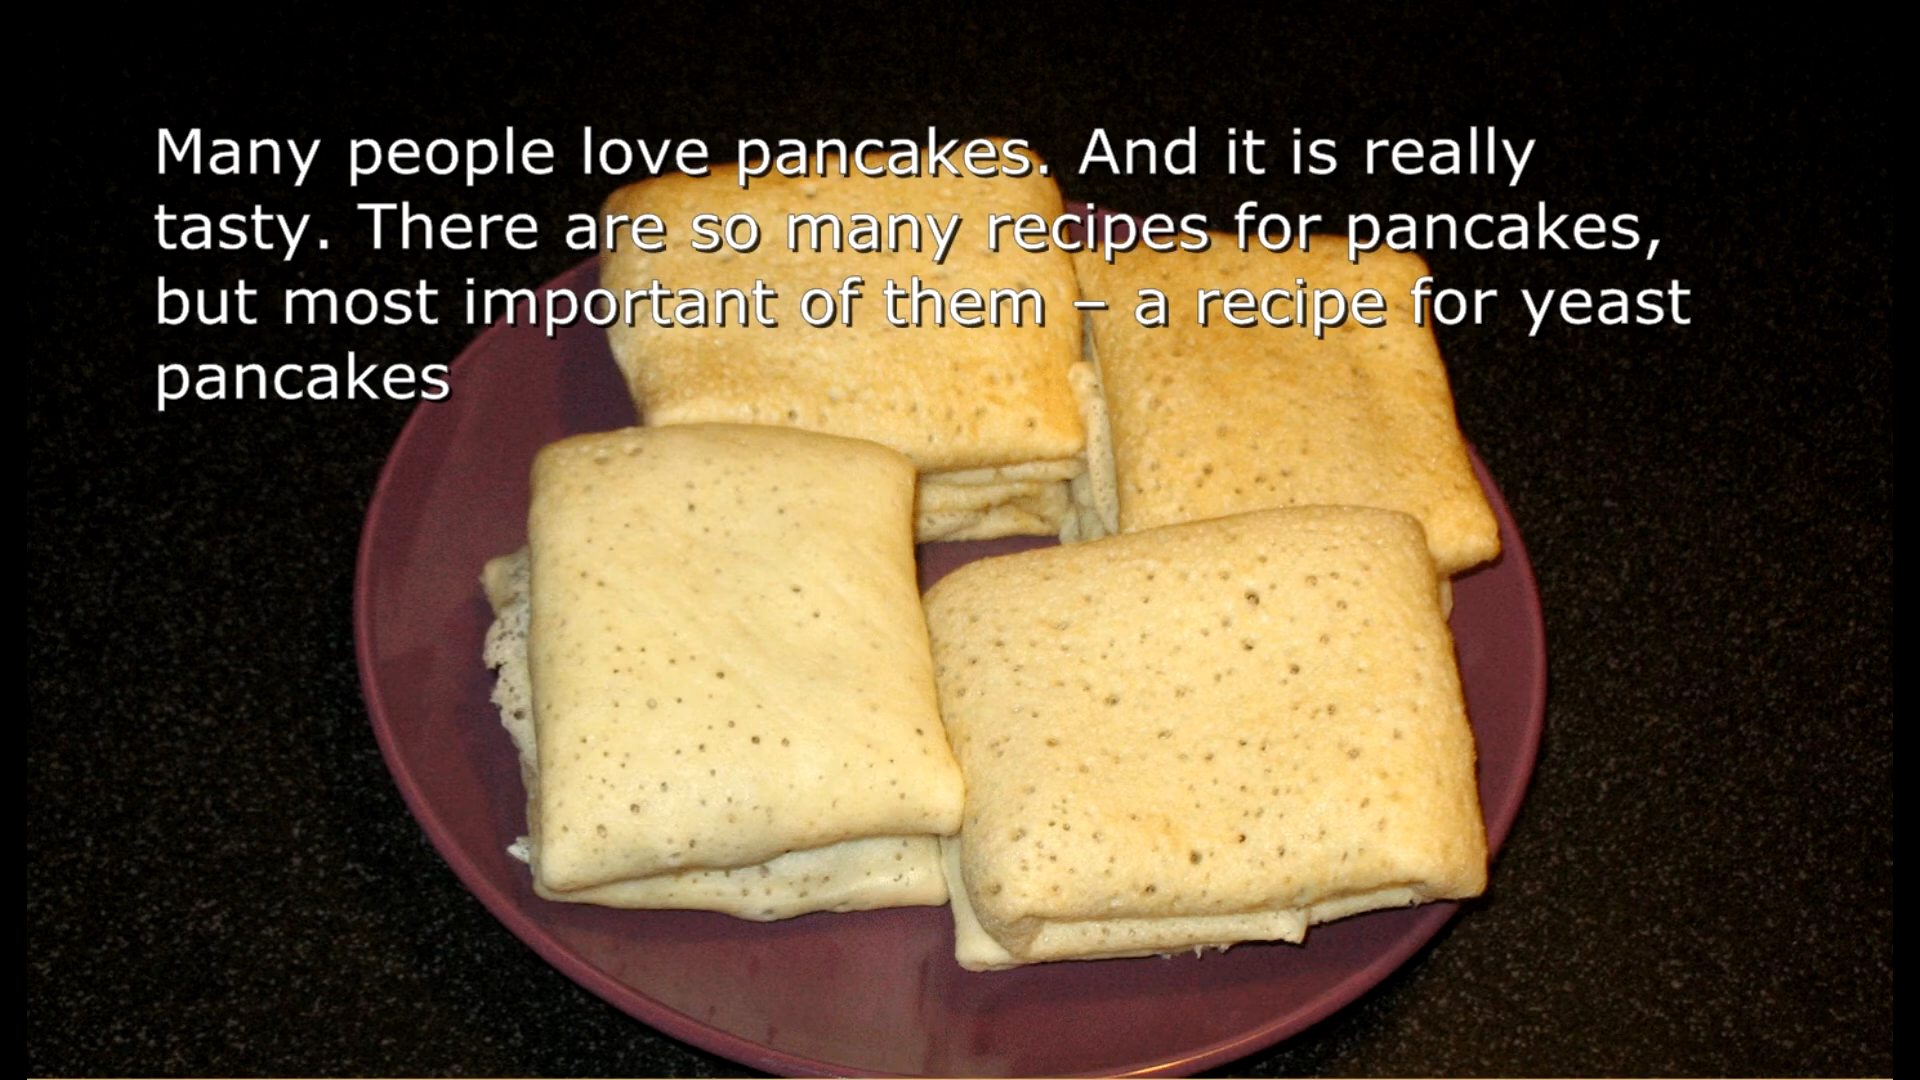 Many people love pancakes. And it is really
tasty. There are so many recipes for pancakes,
but most important of them – a recipe for yeast
pancakes